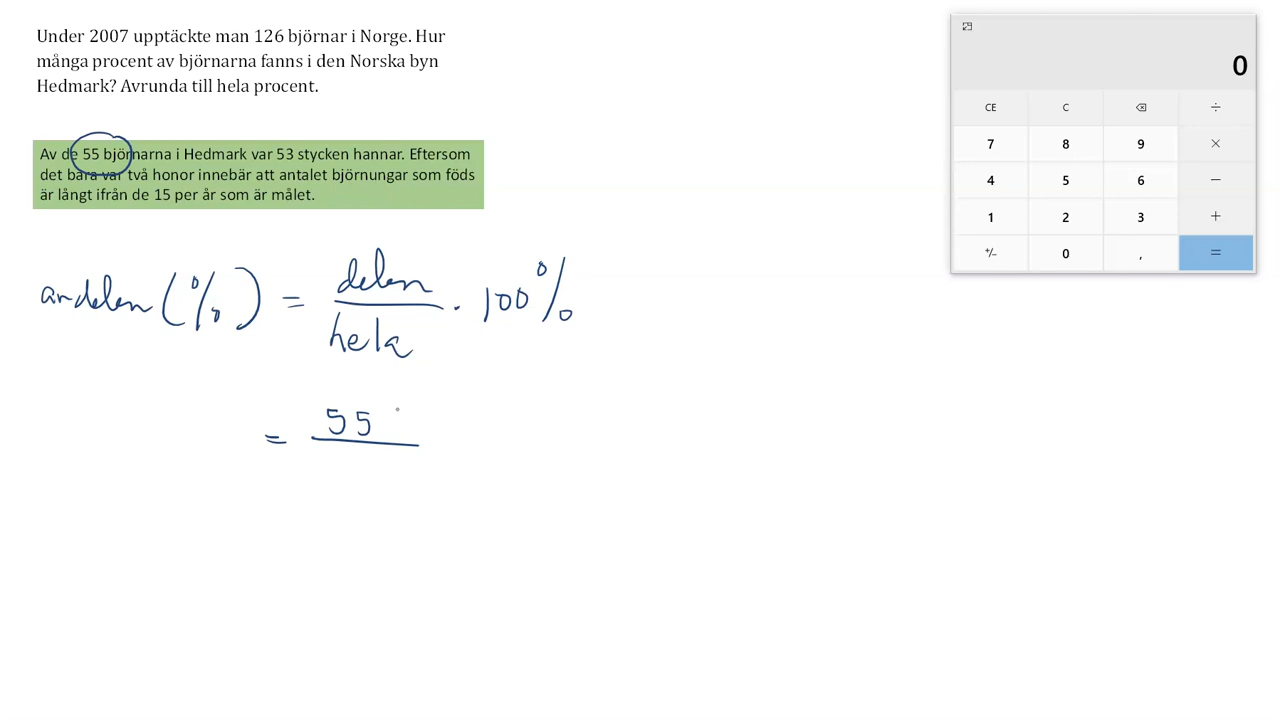 Under 2007 upptäckte man 126 björnar i Norge. Hur
många procent av björnarna fanns i den Norska byn
Hedmark? Avrunda till hela procent.
Av de 55 björnarna i Hedmark var 53 stycken hannar. Eftersom
det bara var två honor innebär att antalet björnungar som föds
är långt ifrån de 15 per år som är målet.
andelen (%) = delen / hela · 100 %
= 55
0
CE C ⌫ ÷
7 8 9 ×
4 5 6 −
1 2 3 +
+/− 0 , =